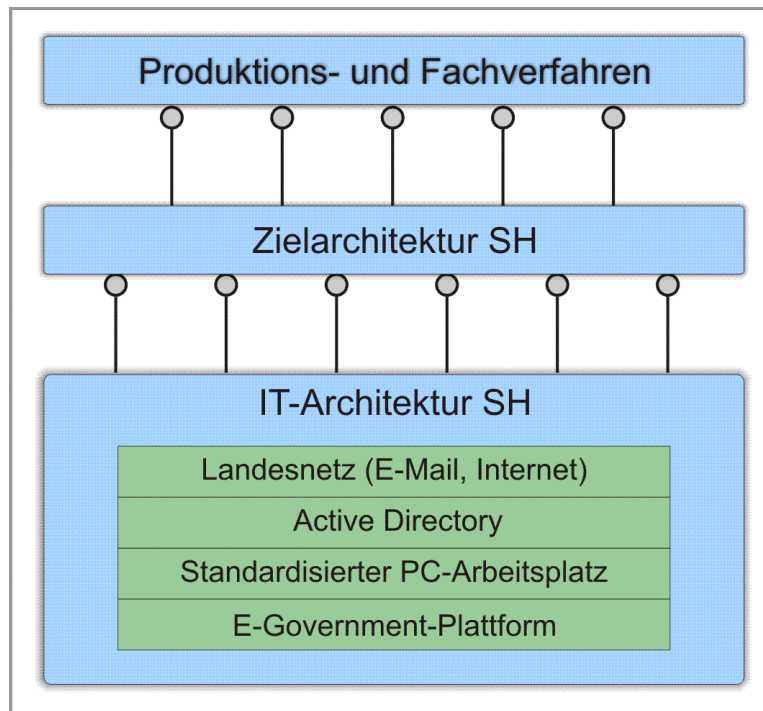 Produktions- und Fachverfahren
Zielarchitektur SH
IT-Architektur SH
Landesnetz (E-Mail, Internet)
Active Directory
Standardisierter PC-Arbeitsplatz
E-Government-Plattform